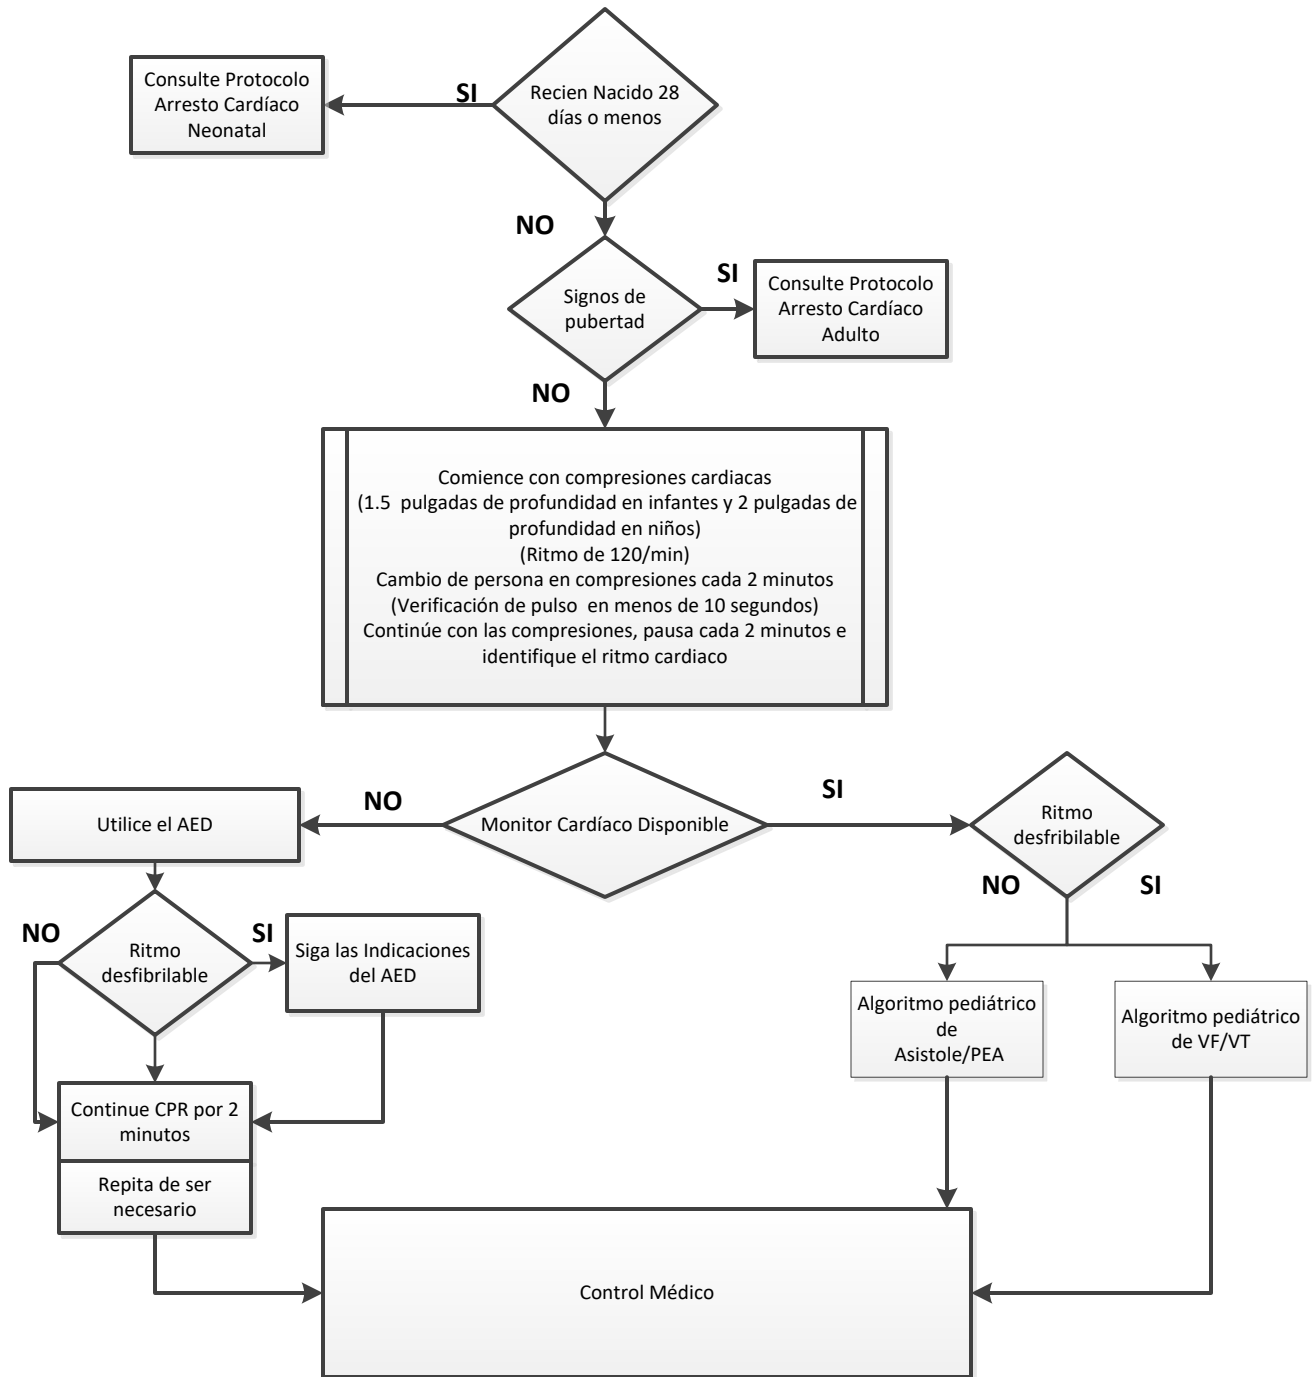 Recien Nacido 28
días o menos
SI
Consulte Protocolo
Arresto Cardíaco
Neonatal
NO
Signos de
pubertad
SI
Consulte Protocolo
Arresto Cardíaco
Adulto
NO
Comience con compresiones cardiacas
(1.5 pulgadas de profundidad en infantes y 2 pulgadas de
profundidad en niños)
(Ritmo de 120/min)
Cambio de persona en compresiones cada 2 minutos
(Verificación de pulso en menos de 10 segundos)
Continúe con las compresiones, pausa cada 2 minutos e
identifique el ritmo cardiaco
Monitor Cardíaco Disponible
NO
Utilice el AED
Ritmo
desfibrilable
NO
SI
Siga las Indicaciones
del AED
Continue CPR por 2
minutos
Repita de ser
necesario
SI
Ritmo
desfribilable
NO
SI
Algoritmo pediátrico
de
Asistole/PEA
Algoritmo pediátrico
de VF/VT
Control Médico